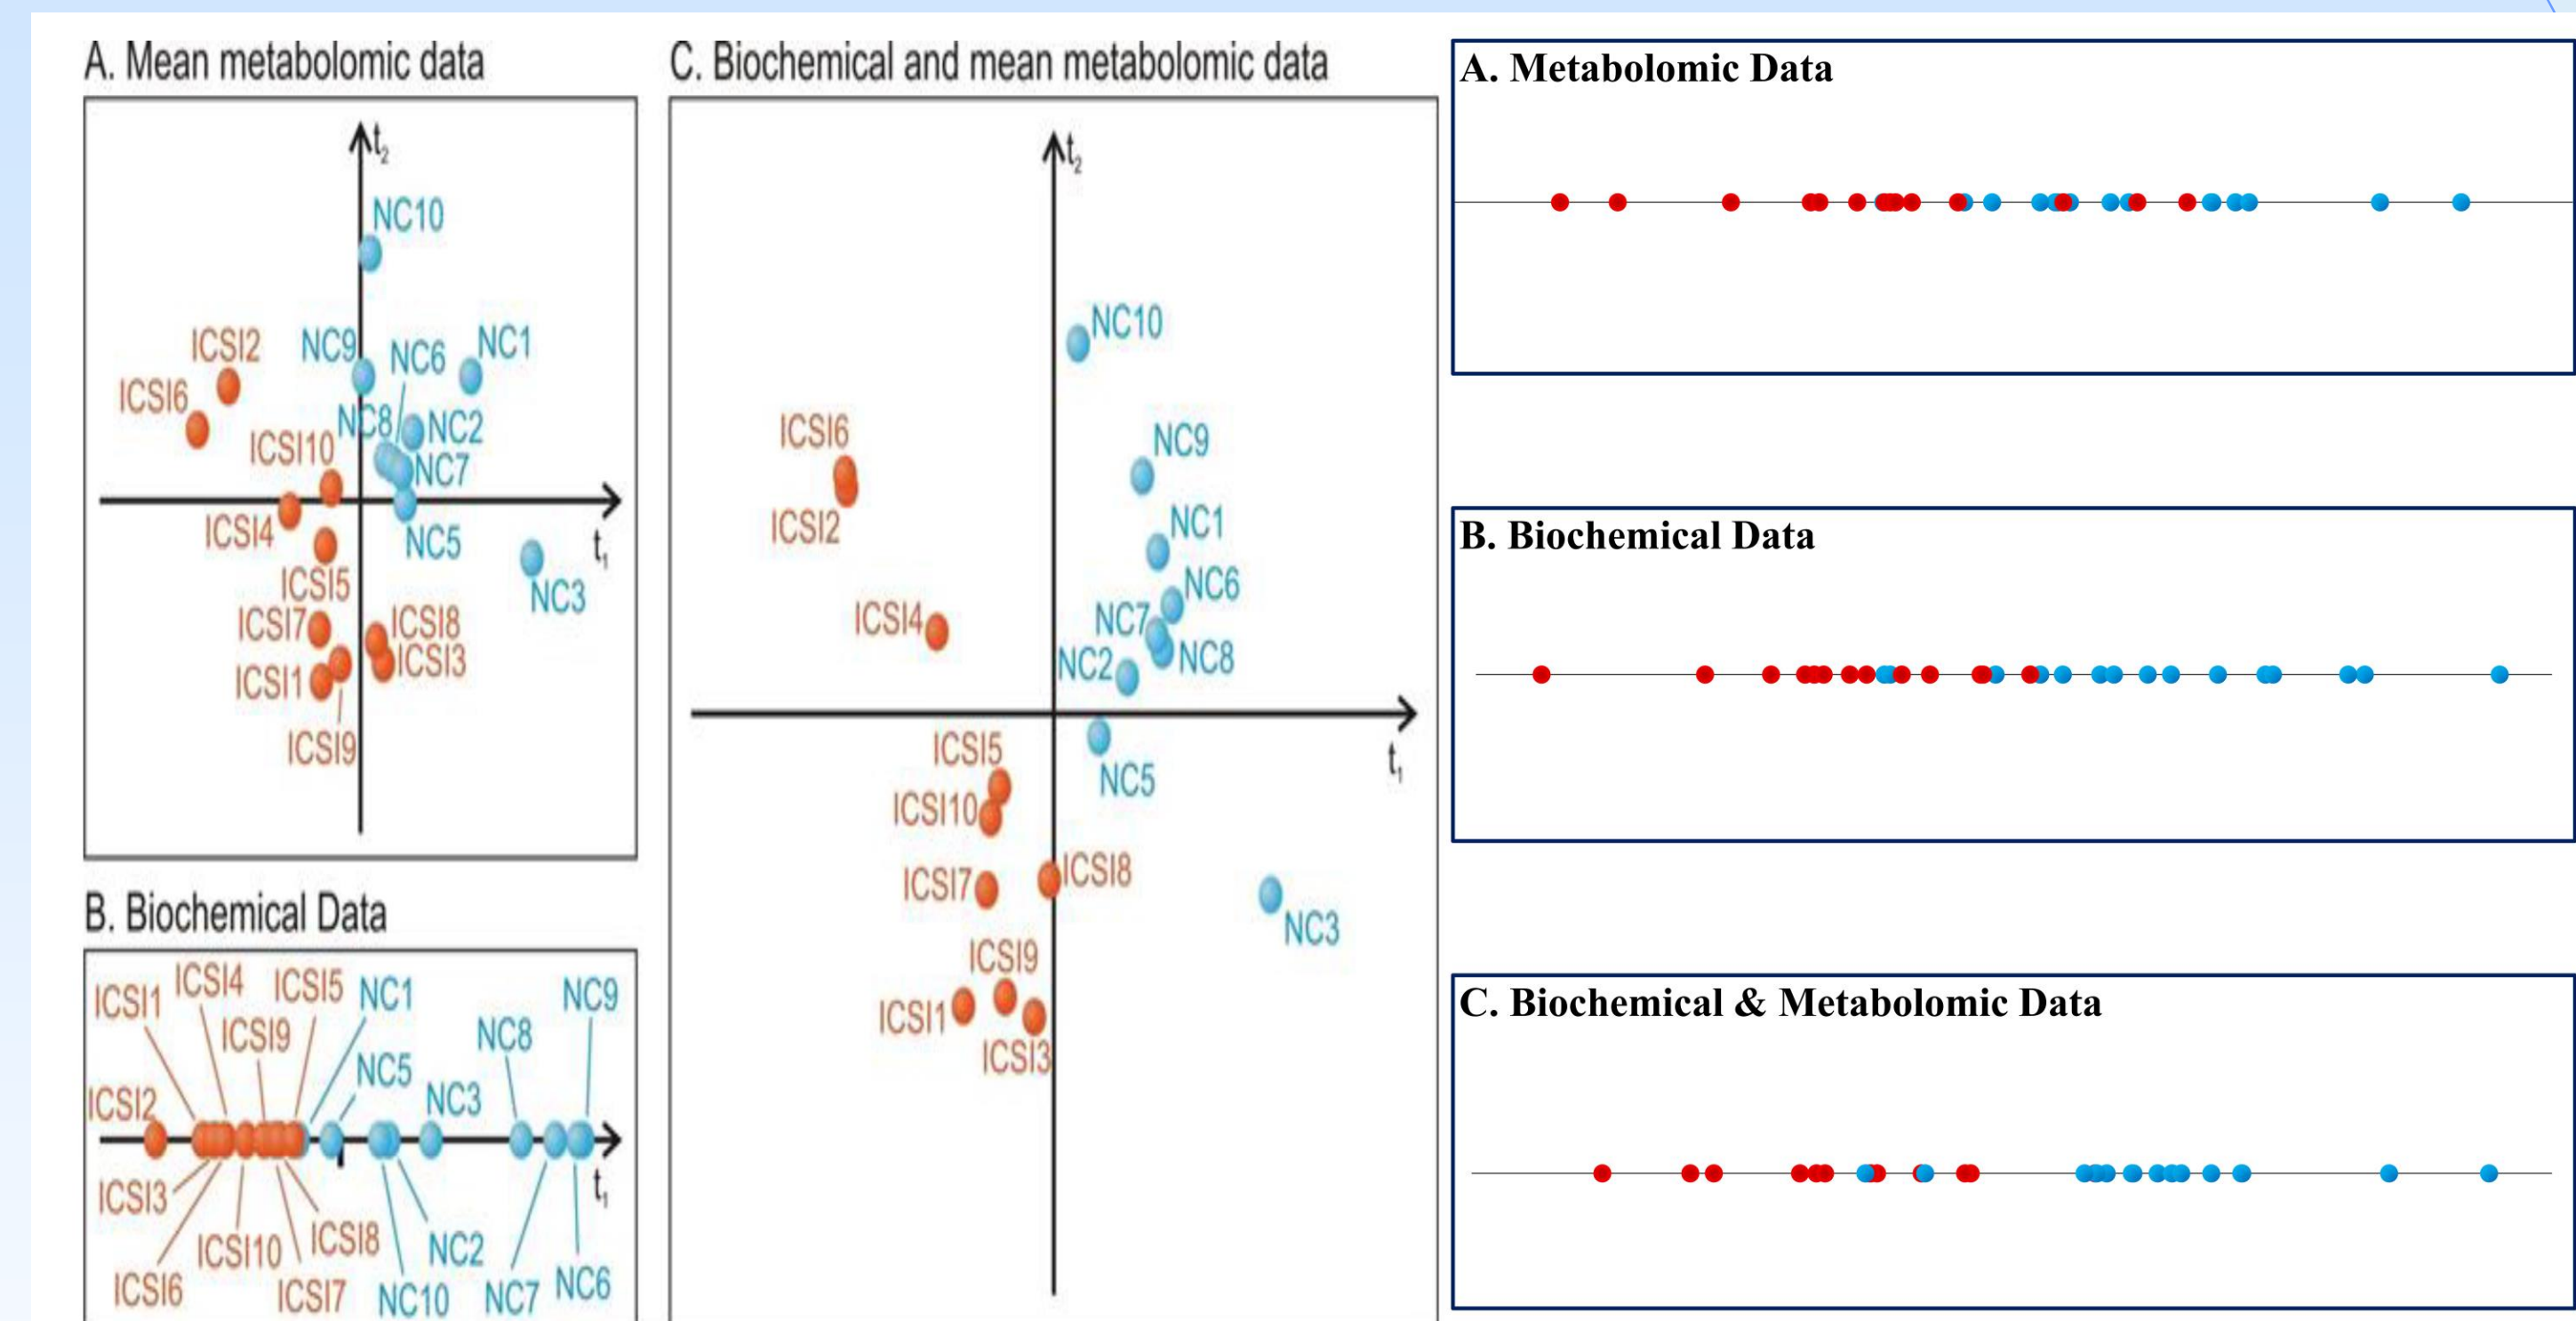 A. Mean metabolomic data
t2
NC10
ICSI2
NC9
NC6
NC1
ICSI6
NC8
NC2
ICSI10
NC7
ICSI4
NC5
t1
ICSI5
NC3
ICSI7
ICSI8
ICSI3
ICSI1
ICSI9
B. Biochemical Data
ICSI4
ICSI5
NC1
NC9
ICSI1
ICSI9
NC8
NC5
ICSI2
NC3
t1
ICSI3
ICSI10
ICSI8
NC2
ICSI6
ICSI7
NC10
NC7
NC6
C. Biochemical and mean metabolomic data
t2
NC10
ICSI6
NC9
ICSI2
NC1
NC6
ICSI4
NC7
NC2
NC8
ICSI5
t1
NC5
ICSI10
ICSI7
ICSI8
NC3
ICSI9
ICSI1
ICSI3
A. Metabolomic Data
B. Biochemical Data
C. Biochemical & Metabolomic Data